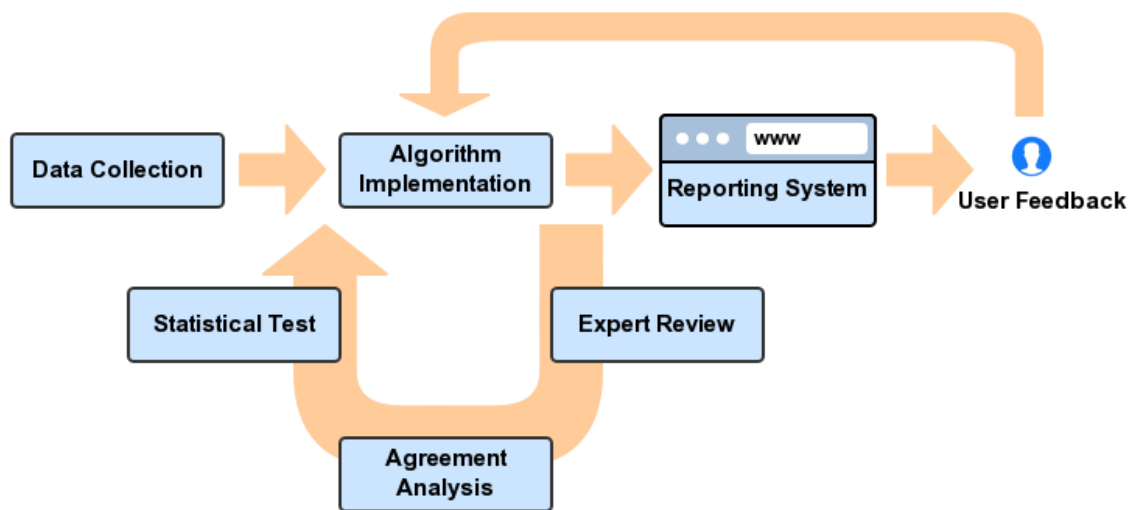 Data Collection
Algorithm
Implementation
www
Reporting System
User Feedback
Statistical Test
Expert Review
Agreement
Analysis